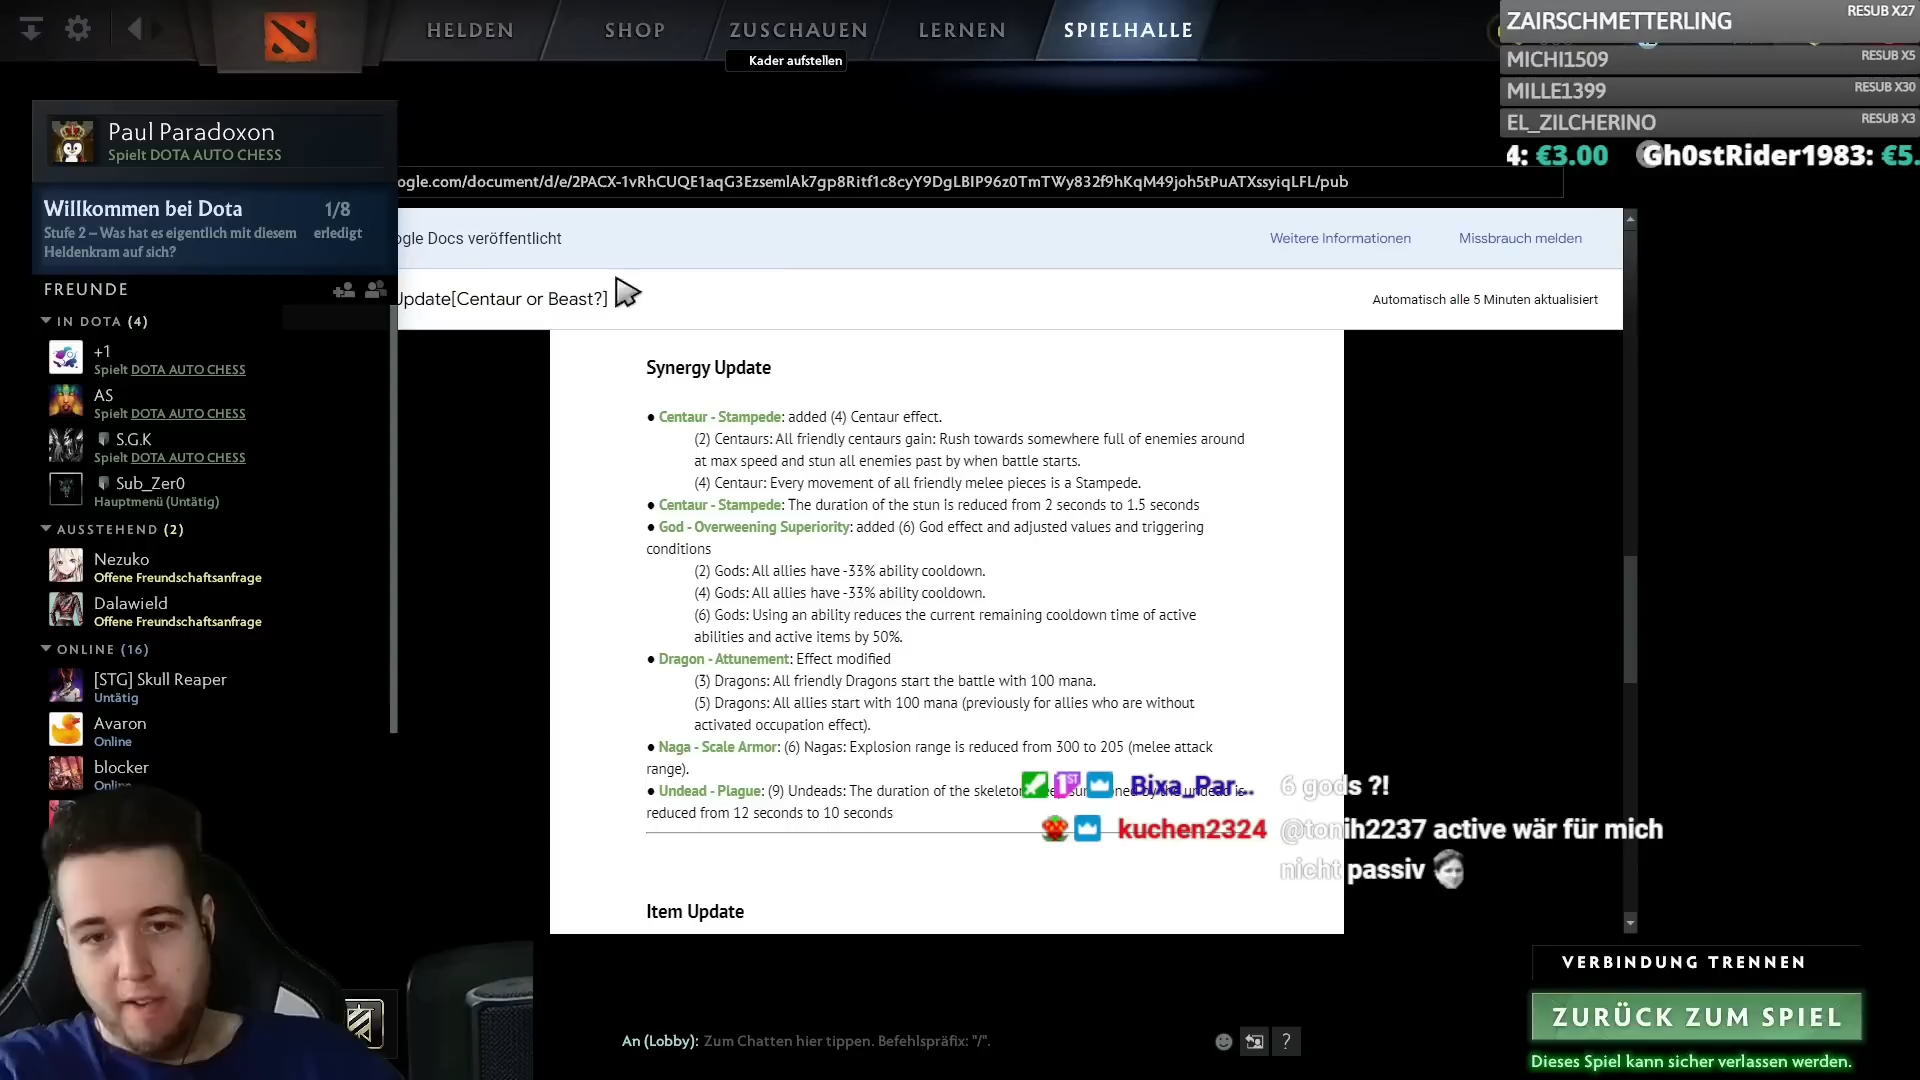 HELDEN
SHOP
ZUSCHAUEN
LERNEN
SPIELHALLE
Kader aufstellen
ZAIRSCHMETTERLING RESUB X27
MICHI1509 RESUB X5
MILLE1399 RESUB X30
EL_ZILCHERINO RESUB X3
4: €3.00 Gh0stRider1983: €5.
Paul Paradoxon
Spielt DOTA AUTO CHESS
Willkommen bei Dota 1/8
Stufe 2 – Was hat es eigentlich mit diesem erledigt
Heldenkram auf sich?
FREUNDE
IN DOTA (4)
+1
Spielt DOTA AUTO CHESS
AS
Spielt DOTA AUTO CHESS
S.G.K
Spielt DOTA AUTO CHESS
Sub_Zer0
Hauptmenü (Untätig)
AUSSTEHEND (2)
Nezuko
Offene Freundschaftsanfrage
Dalawield
Offene Freundschaftsanfrage
ONLINE (16)
[STG] Skull Reaper
Untätig
Avaron
Online
blocker
Online
ogle.com/document/d/e/2PACX-1vRhCUQE1aqG3EzsemlAk7gp8Ritf1c8cyY9DgLBIP96z0TmTWy832f9hKqM49joh5tPuATXssyiqLFL/pub
ogle Docs veröffentlicht
Weitere Informationen
Missbrauch melden
Update[Centaur or Beast?]
Automatisch alle 5 Minuten aktualisiert
Synergy Update
● Centaur - Stampede: added (4) Centaur effect.
(2) Centaurs: All friendly centaurs gain: Rush towards somewhere full of enemies around
at max speed and stun all enemies past by when battle starts.
(4) Centaur: Every movement of all friendly melee pieces is a Stampede.
● Centaur - Stampede: The duration of the stun is reduced from 2 seconds to 1.5 seconds
● God - Overweening Superiority: added (6) God effect and adjusted values and triggering
conditions
(2) Gods: All allies have -33% ability cooldown.
(4) Gods: All allies have -33% ability cooldown.
(6) Gods: Using an ability reduces the current remaining cooldown time of active
abilities and active items by 50%.
● Dragon - Attunement: Effect modified
(3) Dragons: All friendly Dragons start the battle with 100 mana.
(5) Dragons: All allies start with 100 mana (previously for allies who are without
activated occupation effect).
● Naga - Scale Armor: (6) Nagas: Explosion range is reduced from 300 to 205 (melee attack
range).
● Undead - Plague: (9) Undeads: The duration of the by the undead is
reduced from 12 seconds to 10 seconds
Item Update
1ST Bixa_Par... 6 gods ?!
kuchen2324 @tonih2237 active wär für mich
nicht passiv
An (Lobby): Zum Chatten hier tippen. Befehlspräfix: "/".
?
VERBINDUNG TRENNEN
ZURÜCK ZUM SPIEL
Dieses Spiel kann sicher verlassen werden.